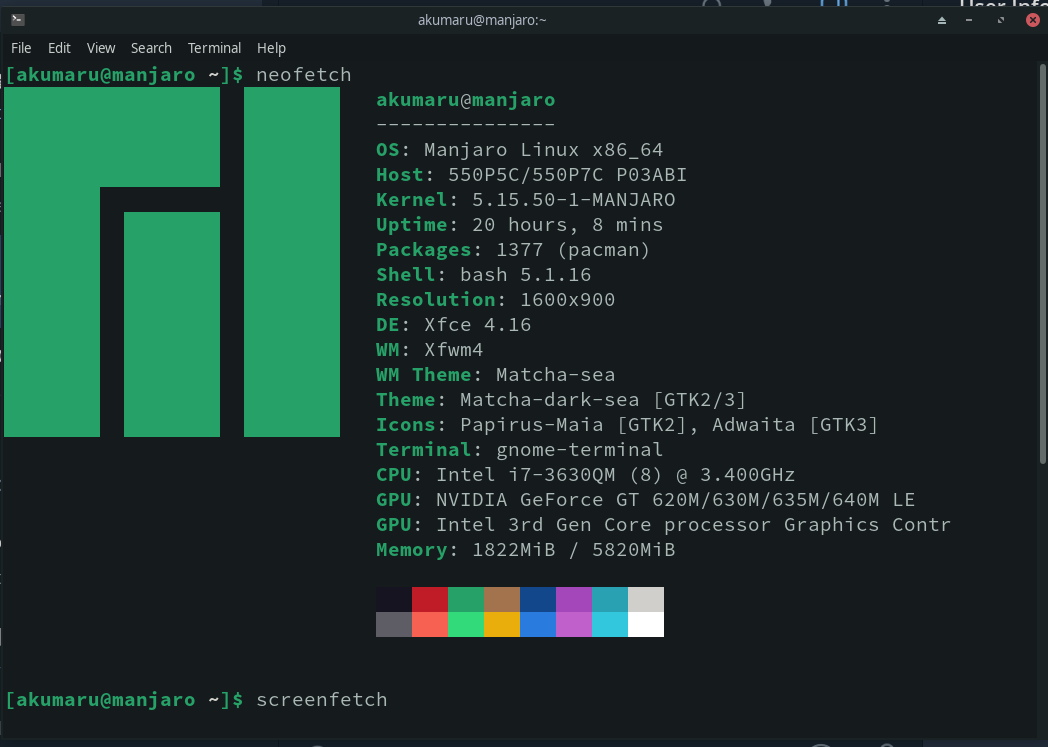 akumaru@manjaro:~
File Edit View Search Terminal Help
[akumaru@manjaro ~]$ neofetch
akumaru@manjaro
---------------
OS: Manjaro Linux x86_64
Host: 550P5C/550P7C P03ABI
Kernel: 5.15.50-1-MANJARO
Uptime: 20 hours, 8 mins
Packages: 1377 (pacman)
Shell: bash 5.1.16
Resolution: 1600x900
DE: Xfce 4.16
WM: Xfwm4
WM Theme: Matcha-sea
Theme: Matcha-dark-sea [GTK2/3]
Icons: Papirus-Maia [GTK2], Adwaita [GTK3]
Terminal: gnome-terminal
CPU: Intel i7-3630QM (8) @ 3.400GHz
GPU: NVIDIA GeForce GT 620M/630M/635M/640M LE
GPU: Intel 3rd Gen Core processor Graphics Contr
Memory: 1822MiB / 5820MiB
[akumaru@manjaro ~]$ screenfetch